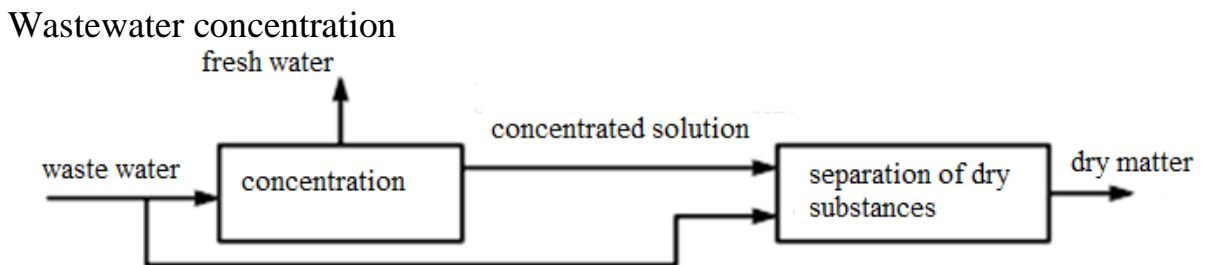 Wastewater concentration
fresh water
concentrated solution
waste water
concentration
separation of dry
substances
dry matter